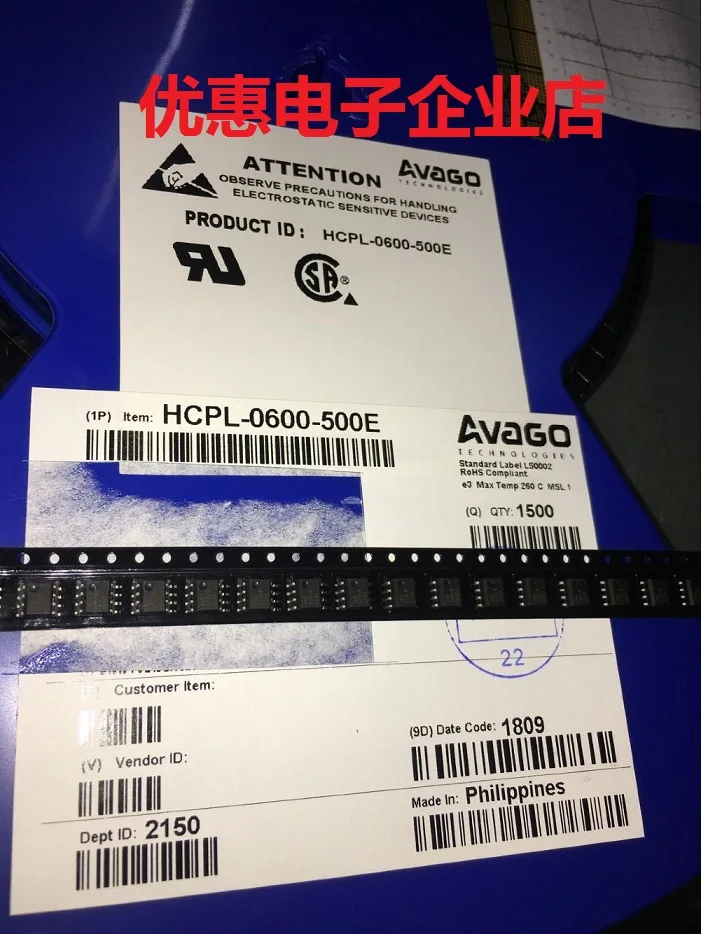 优惠电子企业店
ATTENTION
OBSERVE PRECAUTIONS FOR HANDLING
ELECTROSTATIC SENSITIVE DEVICES
AVAGO
TECHNOLOGIES
PRODUCT ID: HCPL-0600-500E
SA®
(1P) Item: HCPL-0600-500E
AVAGO
TECHNOLOGIES
Standard Label LS0002
RoHS Compliant
e3 Max Temp 260 C MSL 1
(Q) QTY: 1500
22
Customer Item:
(9D) Date Code: 1809
(V) Vendor ID:
Made In: Philippines
Dept ID: 2150